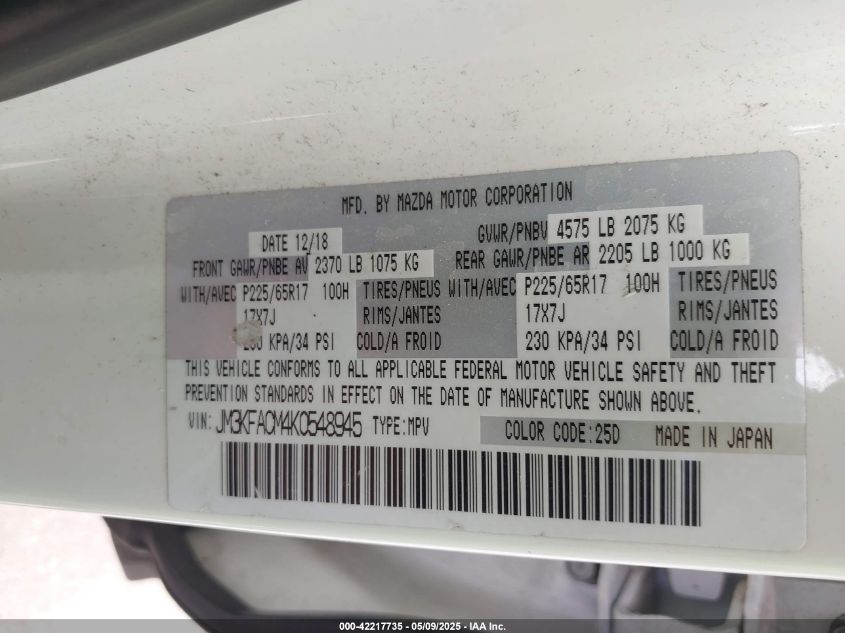 MFD. BY MAZDA MOTOR CORPORATION
DATE 12/18 GVWR/PNBV 4575 LB 2075 KG
FRONT GAWR/PNBE AV 2370 LB 1075 KG REAR GAWR/PNBE AR 2205 LB 1000 KG
WITH/AVEC P225/65R17 100H TIRES/PNEUS WITH/AVEC P225/65R17 100H TIRES/PNEUS
17X7J RIMS/JANTES 17X7J RIMS/JANTES
230 KPA/34 PSI COLD/A FROID 230 KPA/34 PSI COLD/A FROID
THIS VEHICLE CONFORMS TO ALL APPLICABLE FEDERAL MOTOR VEHICLE SAFETY AND THEFT
PREVENTION STANDARDS IN EFFECT ON THE DATE OF MANUFACTURE SHOWN ABOVE.
VIN: JM3KFACM4K0548945 TYPE:MPV COLOR CODE:25D MADE IN JAPAN
000-42217735 - 05/09/2025 - IAA Inc.